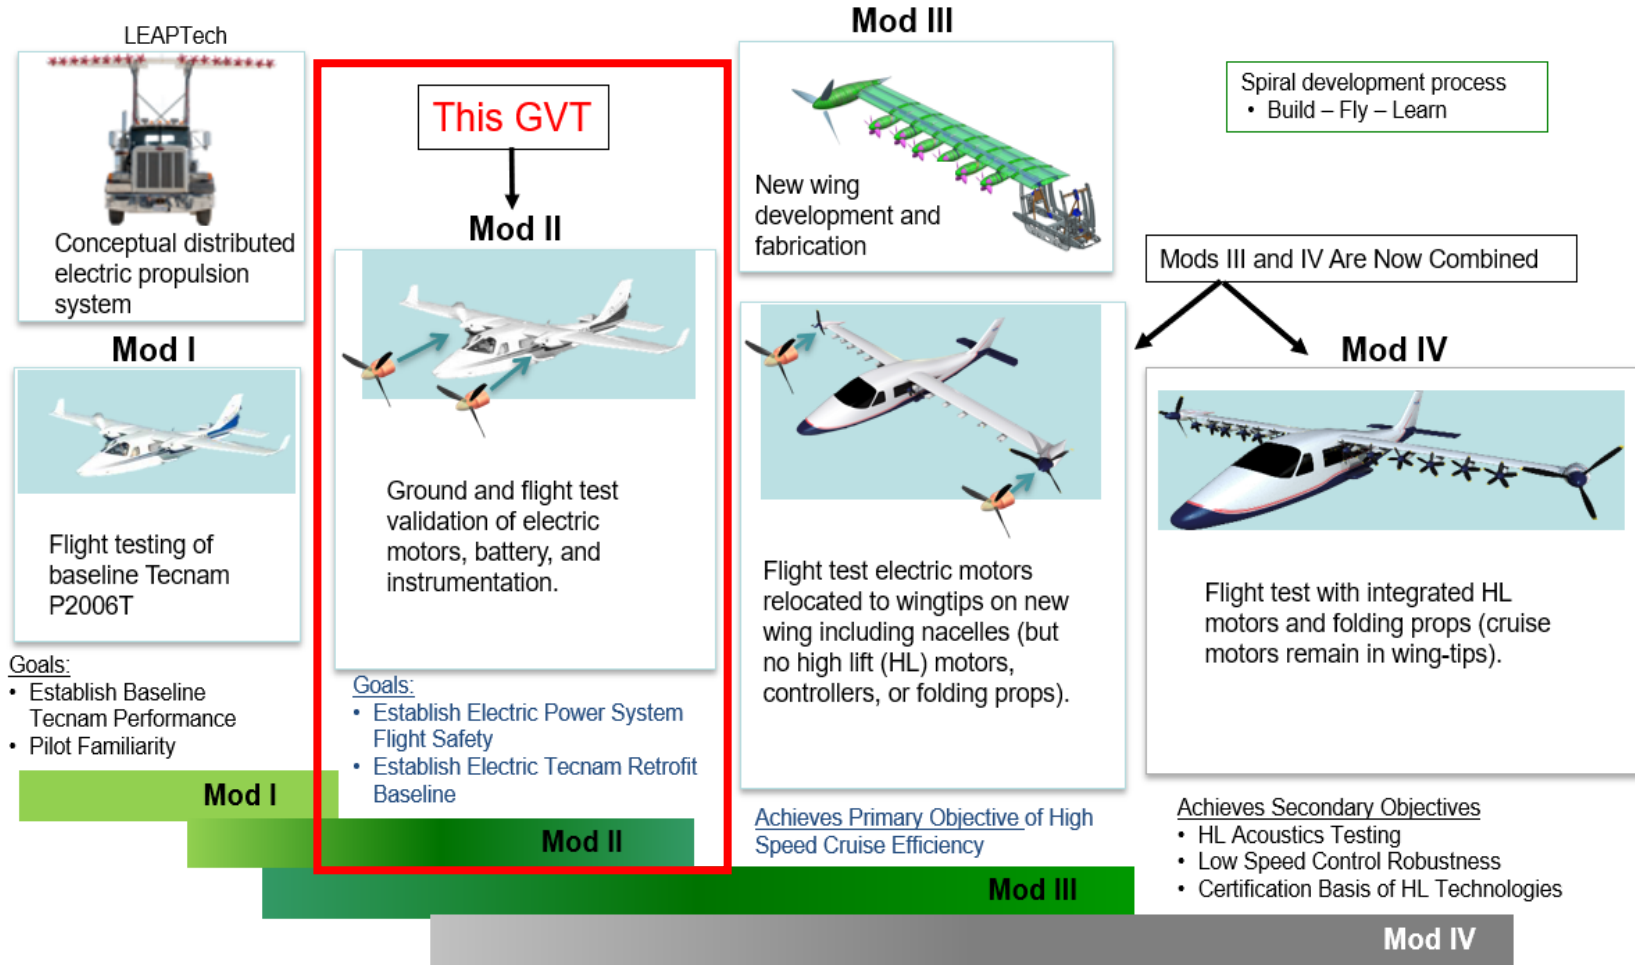 LEAPTech
Conceptual distributed
electric propulsion
system
Mod I
Flight testing of
baseline Tecnam
P2006T
Goals:
• Establish Baseline
Tecnam Performance
• Pilot Familiarity
This GVT
Mod II
Ground and flight test
validation of electric
motors, battery, and
instrumentation.
Goals:
• Establish Electric Power System
Flight Safety
• Establish Electric Tecnam Retrofit
Baseline
Mod III
New wing
development and
fabrication
Flight test electric motors
relocated to wingtips on new
wing including nacelles (but
no high lift (HL) motors,
controllers, or folding props).
Achieves Primary Objective of High
Speed Cruise Efficiency
Spiral development process
• Build – Fly – Learn
Mods III and IV Are Now Combined
Mod IV
Flight test with integrated HL
motors and folding props (cruise
motors remain in wing-tips).
Achieves Secondary Objectives
• HL Acoustics Testing
• Low Speed Control Robustness
• Certification Basis of HL Technologies
Mod I
Mod II
Mod III
Mod IV